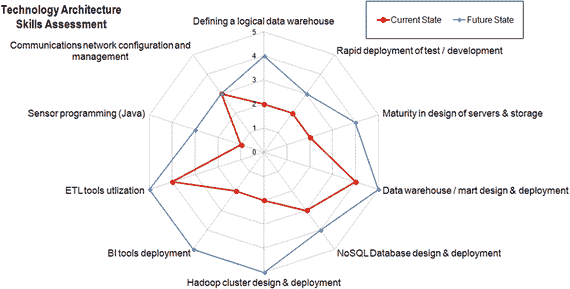 Technology Architecture
Skills Assessment
Current State
Future State
Defining a logical data warehouse
Communications network configuration and
management
Rapid deployment of test / development
Sensor programming (Java)
Maturity in design of servers & storage
ETL tools utlization
Data warehouse / mart design & deployment
BI tools deployment
NoSQL Database design & deployment
Hadoop cluster design & deployment
5
4
3
2
1
0